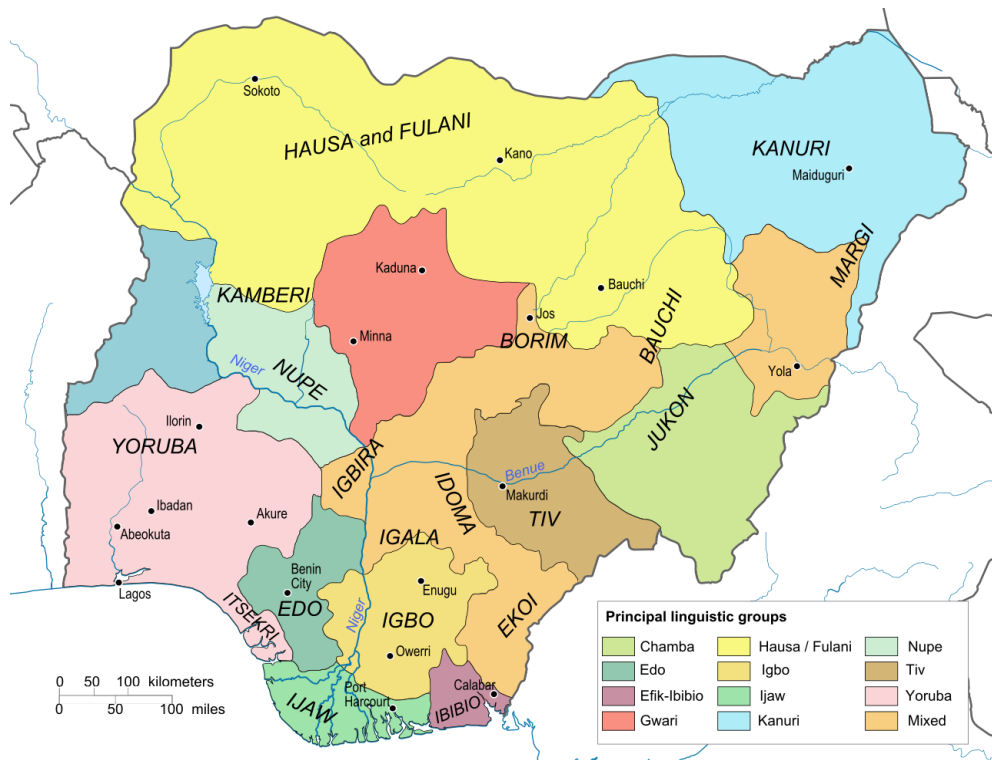 Sokoto
HAUSA and FULANI
Kano
KANURI
Maiduguri
Kaduna
MARGI
KAMBERI
Bauchi
BAUCHI
Jos
BORIM
Minna
Niger
NUPE
Yola
Ilorin
YORUBA
JUKON
IGBIRA
Benue
Makurdi
IDOMA
TIV
Ibadan
Akure
Abeokuta
IGALA
Benin
City
Lagos
Enugu
EDO
ITSEKRI
Niger
IGBO
EKOI
Owerri
Port
Harcourt
Calabar
IJAW
IBIBIO
0 50 100 kilometers
0 50 100 miles
Principal linguistic groups
Chamba
Edo
Efik-Ibibio
Gwari
Hausa / Fulani
Igbo
Ijaw
Kanuri
Nupe
Tiv
Yoruba
Mixed